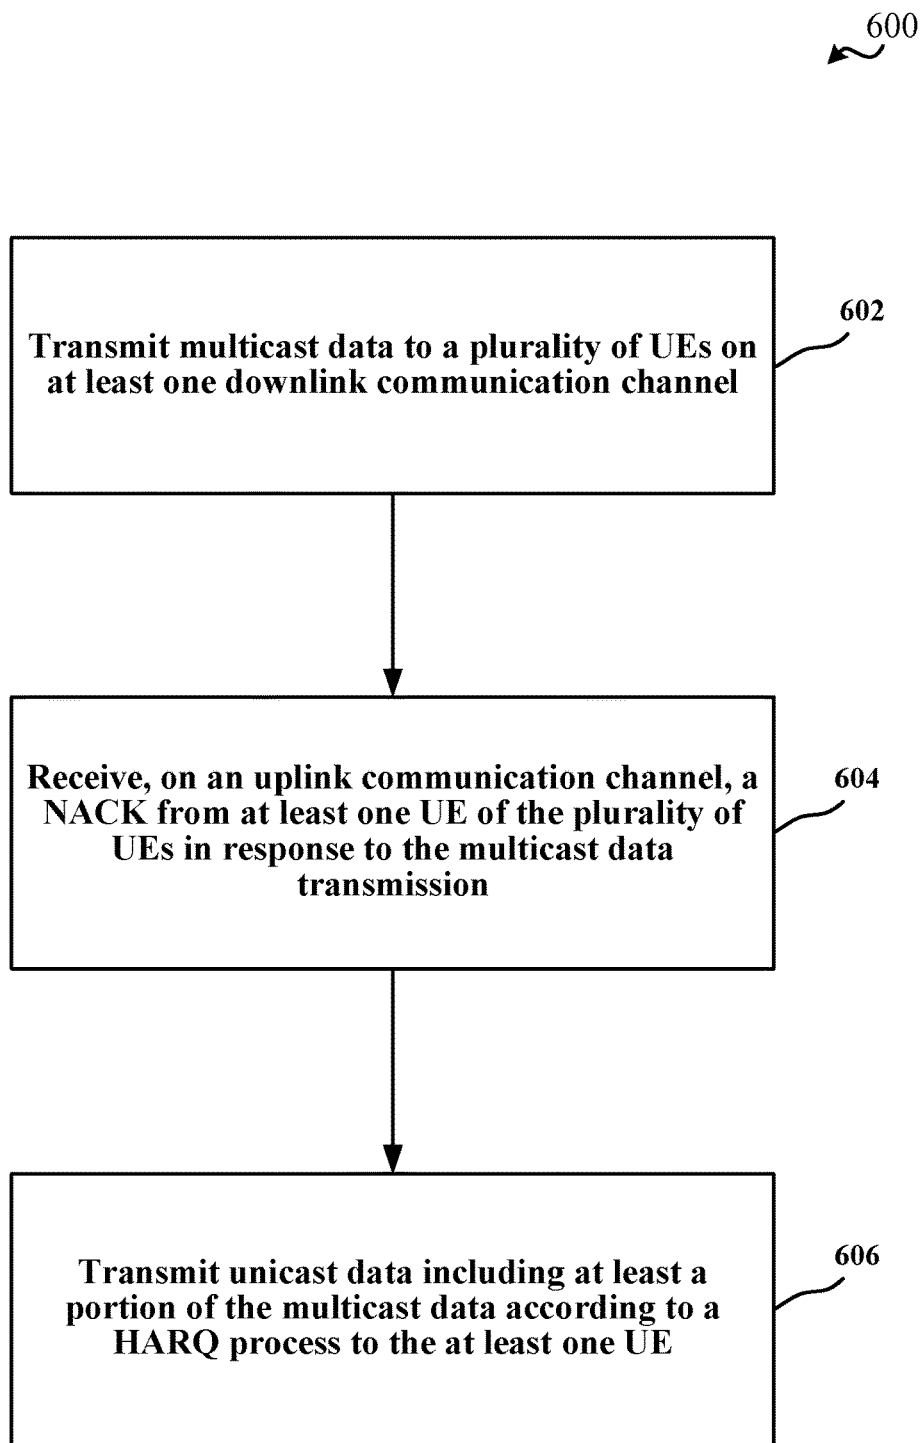 600
Transmit multicast data to a plurality of UEs on
at least one downlink communication channel
602
Receive, on an uplink communication channel, a
NACK from at least one UE of the plurality of
UEs in response to the multicast data
transmission
604
Transmit unicast data including at least a
portion of the multicast data according to a
HARQ process to the at least one UE
606